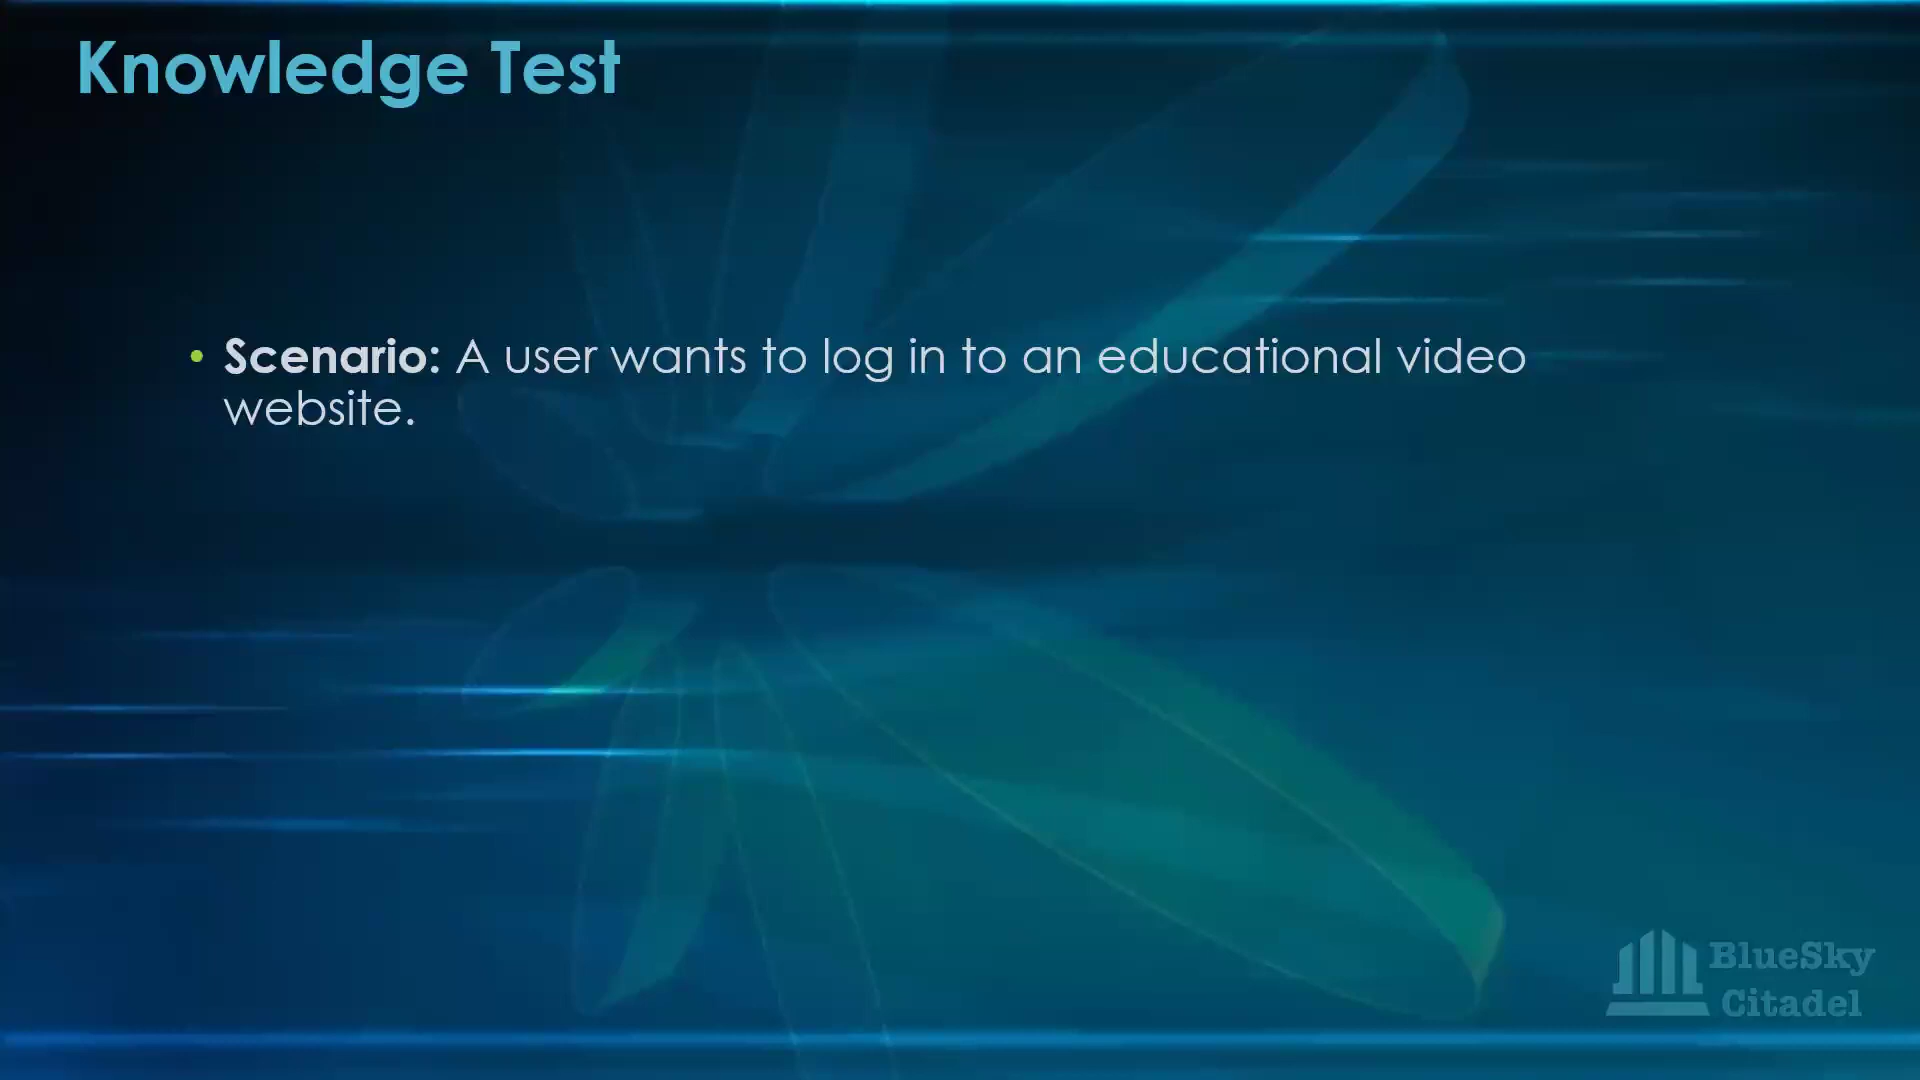 Knowledge Test
• Scenario: A user wants to log in to an educational video
website.
BlueSky
Citadel